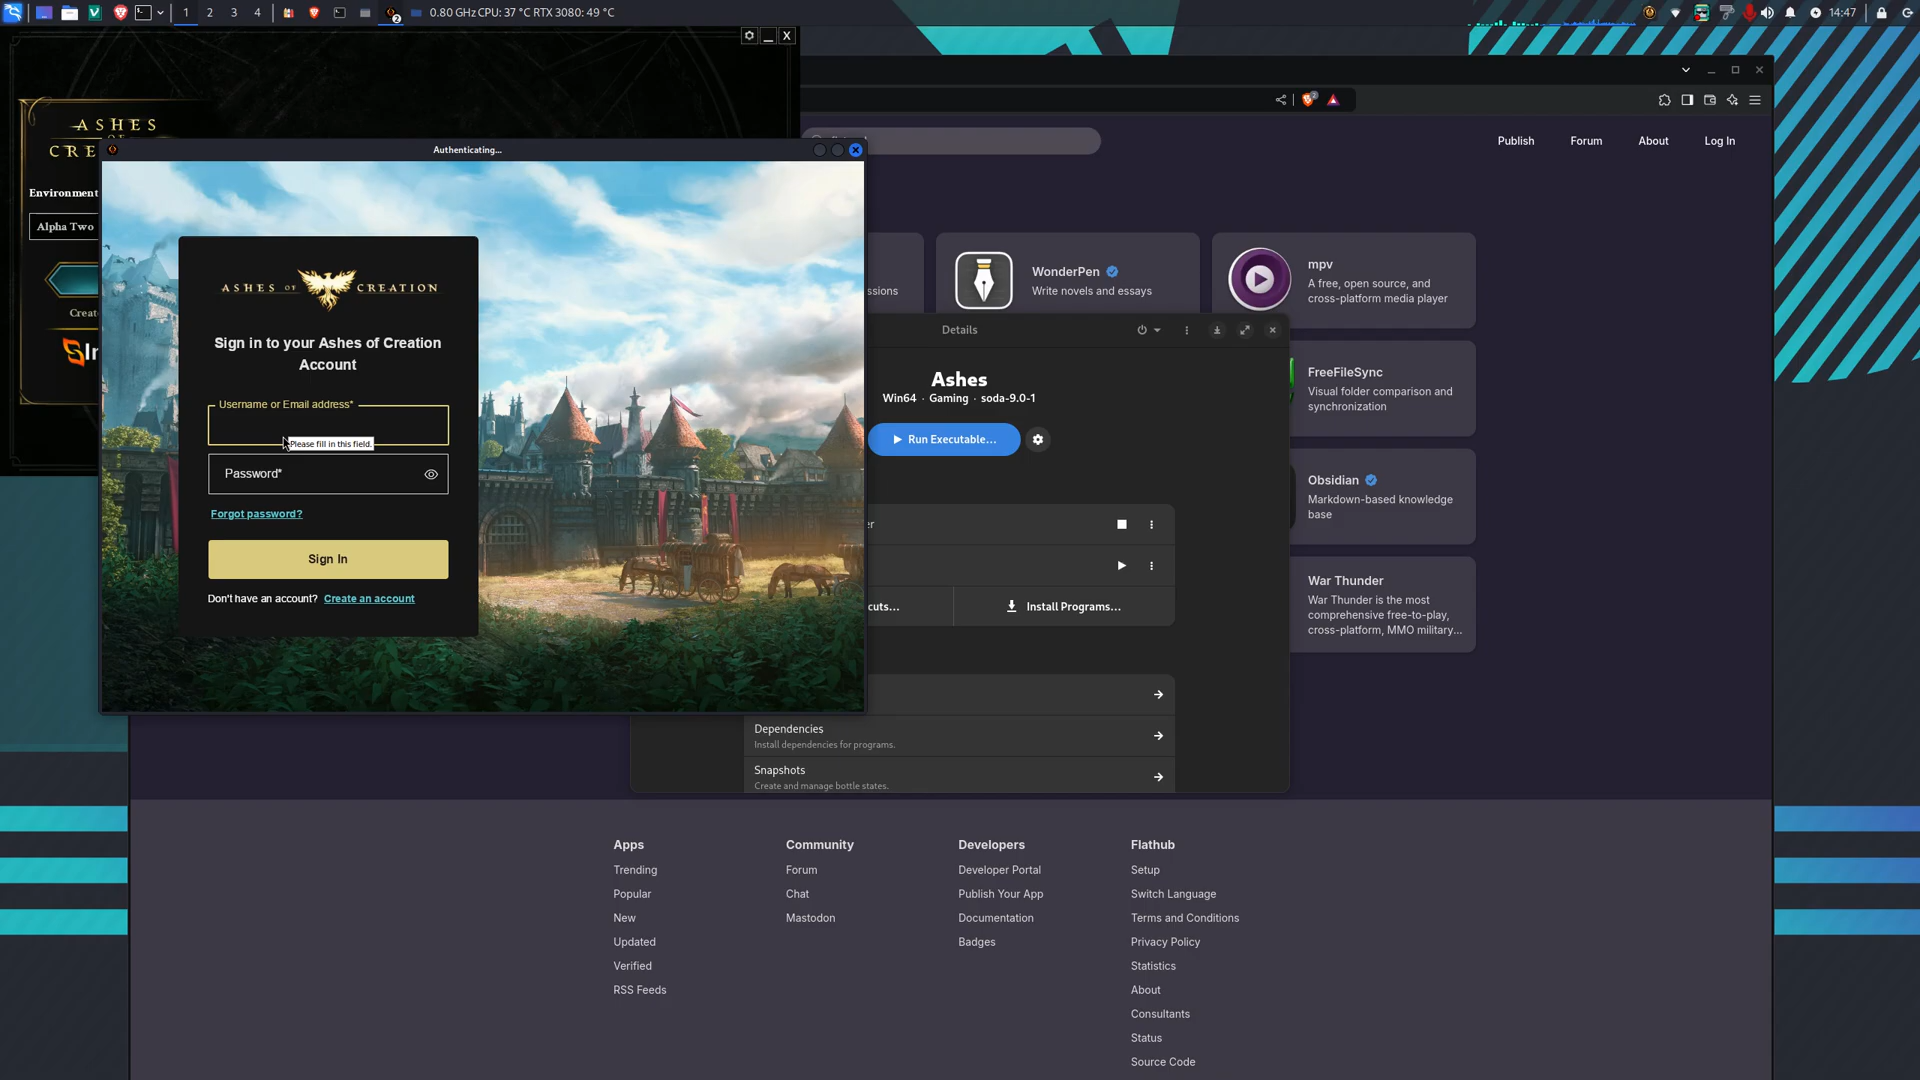 1 2 3 4 2 0.80 GHz CPU: 37 °C RTX 3080: 49 °C 14:47
ASHES
OF
CRE
Environment
Alpha Two
Creat
In
Authenticating...
ASHES OF CREATION
Sign in to your Ashes of Creation
Account
Username or Email address*
Please fill in this field.
Password*
Forgot password?
Sign In
Don't have an account? Create an account
Publish Forum About Log In
ssions
WonderPen
Write novels and essays
mpv
A free, open source, and
cross-platform media player
FreeFileSync
Visual folder comparison and
synchronization
Obsidian
Markdown-based knowledge
base
War Thunder
War Thunder is the most
comprehensive free-to-play,
cross-platform, MMO military...
Details
Ashes
Win64 · Gaming · soda-9.0-1
Run Executable...
er
cuts...
Install Programs...
Dependencies
Install dependencies for programs.
Snapshots
Create and manage bottle states.
Apps
Trending
Popular
New
Updated
Verified
RSS Feeds
Community
Forum
Chat
Mastodon
Developers
Developer Portal
Publish Your App
Documentation
Badges
Flathub
Setup
Switch Language
Terms and Conditions
Privacy Policy
Statistics
About
Consultants
Status
Source Code